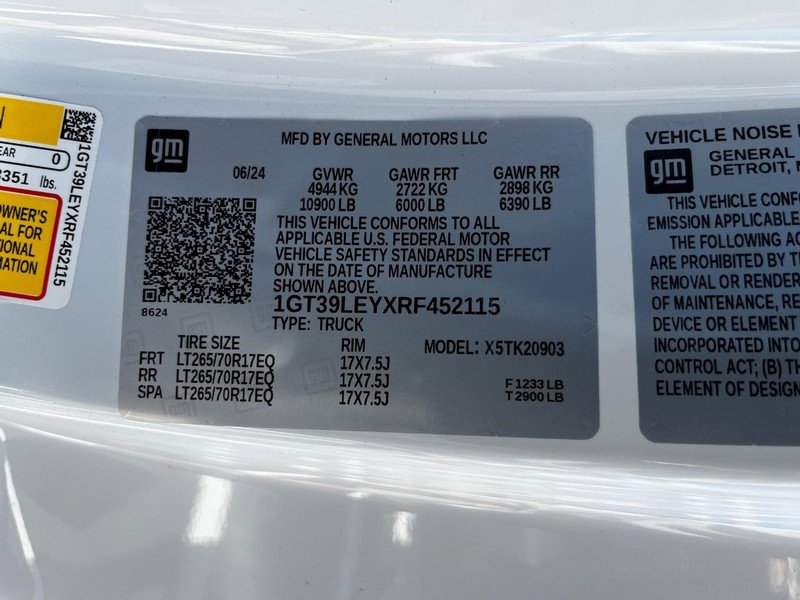 N
EAR 0
351 lbs.
OWNER'S
AL FOR
TIONAL
MATION
1GT39LEYXRF452115
gm
MFD BY GENERAL MOTORS LLC
06/24 GVWR GAWR FRT GAWR RR
4944 KG 2722 KG 2898 KG
10900 LB 6000 LB 6390 LB
THIS VEHICLE CONFORMS TO ALL
APPLICABLE U.S. FEDERAL MOTOR
VEHICLE SAFETY STANDARDS IN EFFECT
ON THE DATE OF MANUFACTURE
SHOWN ABOVE.
8624
1GT39LEYXRF452115
TYPE: TRUCK
TIRE SIZE RIM MODEL: X5TK20903
FRT LT265/70R17EQ 17X7.5J
RR LT265/70R17EQ 17X7.5J F 1233 LB
SPA LT265/70R17EQ 17X7.5J T 2900 LB
VEHICLE NOISE
gm
GENERAL
DETROIT,
THIS VEHICLE CONF
EMISSION APPLICABLE
THE FOLLOWING AC
ARE PROHIBITED BY T
REMOVAL OR RENDER
OF MAINTENANCE, RE
DEVICE OR ELEMENT
INCORPORATED INTO
CONTROL ACT; (B) TH
ELEMENT OF DESIGN